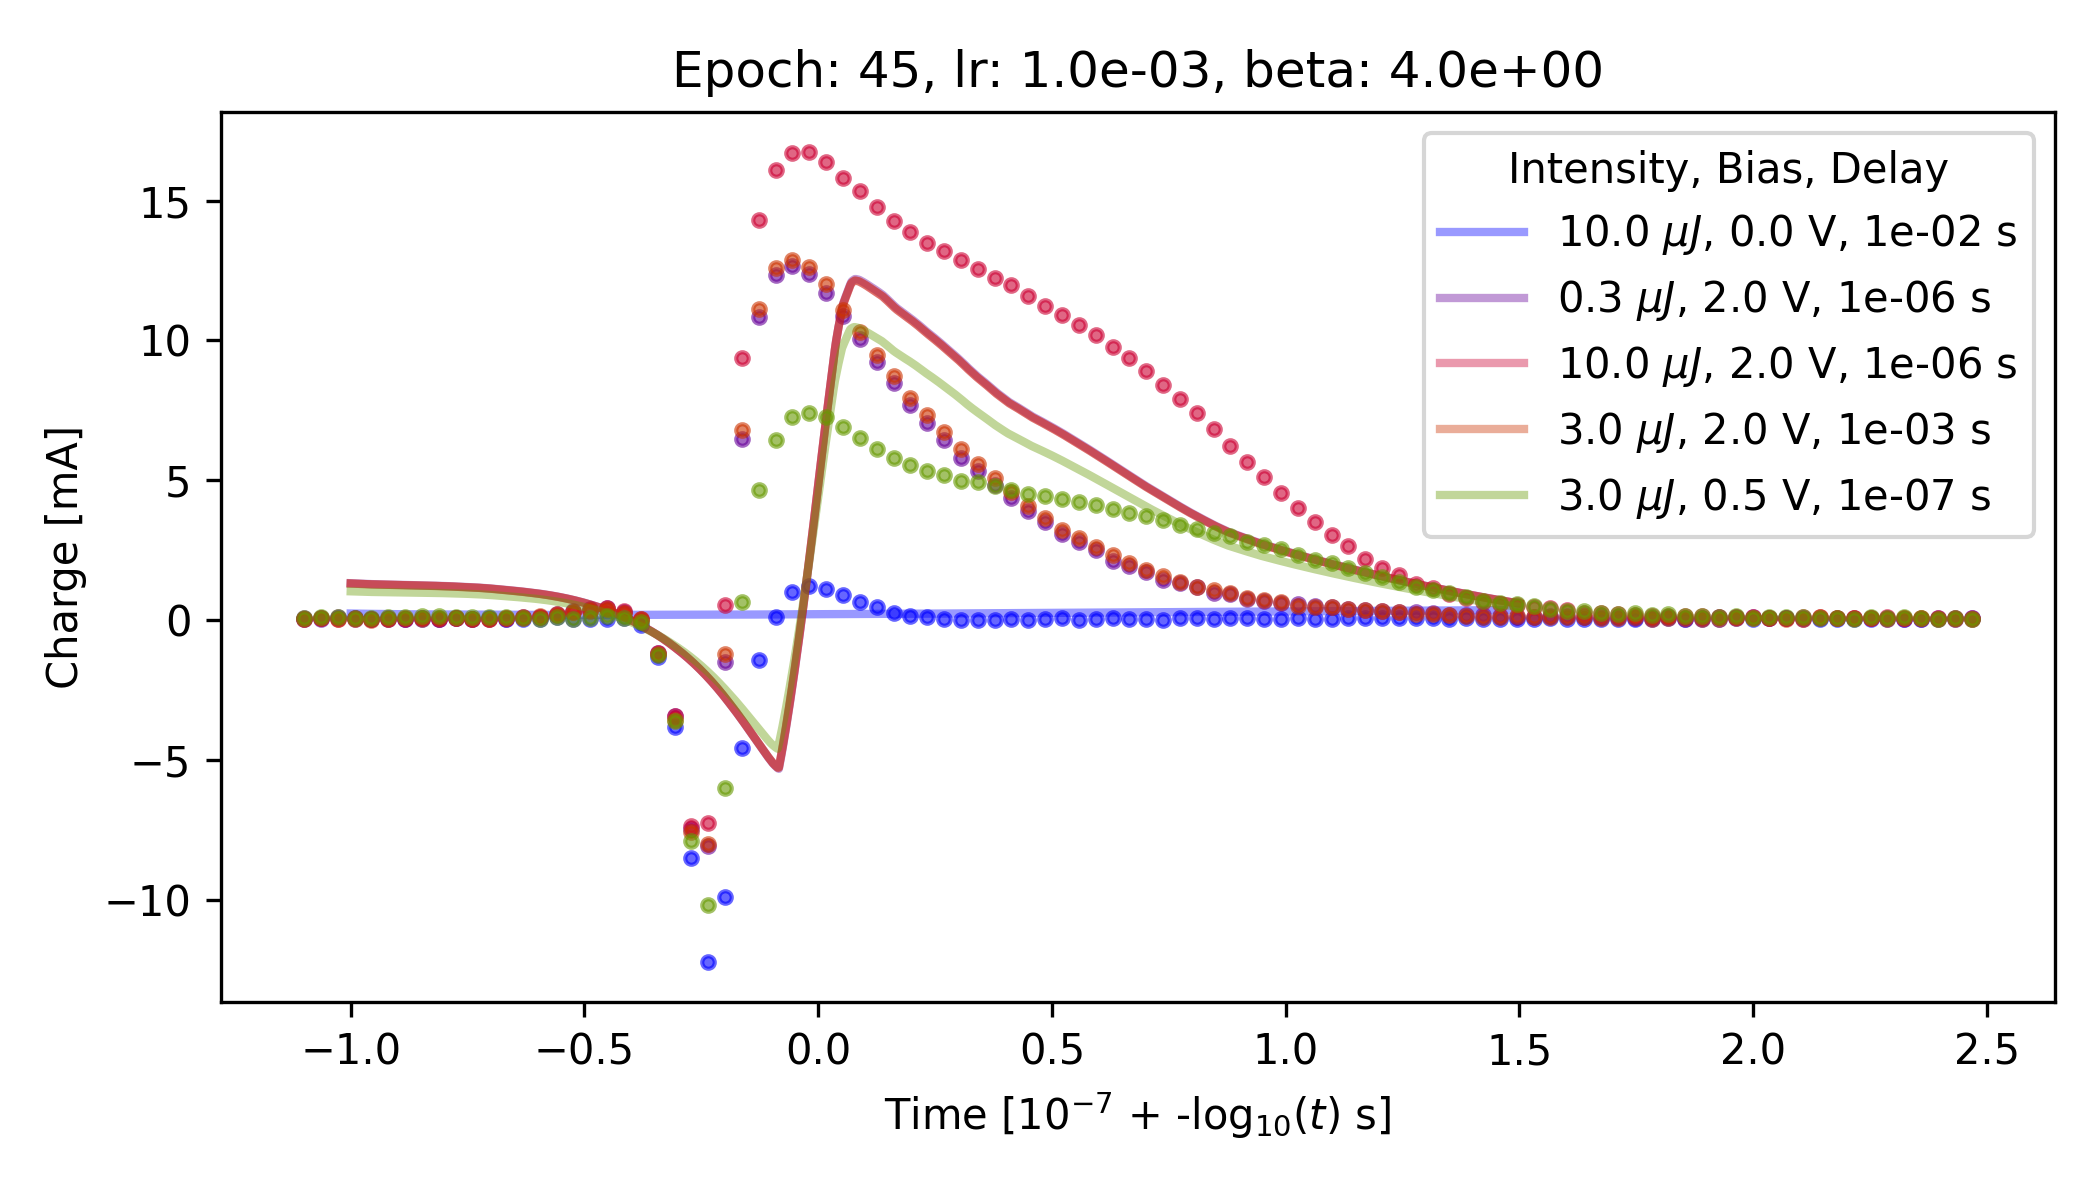 Epoch: 45, lr: 1.0e-03, beta: 4.0e+00
Charge [mA]
15
10
5
0
−5
−10
Intensity, Bias, Delay
10.0 μJ, 0.0 V, 1e-02 s
0.3 μJ, 2.0 V, 1e-06 s
10.0 μJ, 2.0 V, 1e-06 s
3.0 μJ, 2.0 V, 1e-03 s
3.0 μJ, 0.5 V, 1e-07 s
−1.0 −0.5 0.0 0.5 1.0 1.5 2.0 2.5
Time [10⁻⁷ + -log₁₀(t) s]